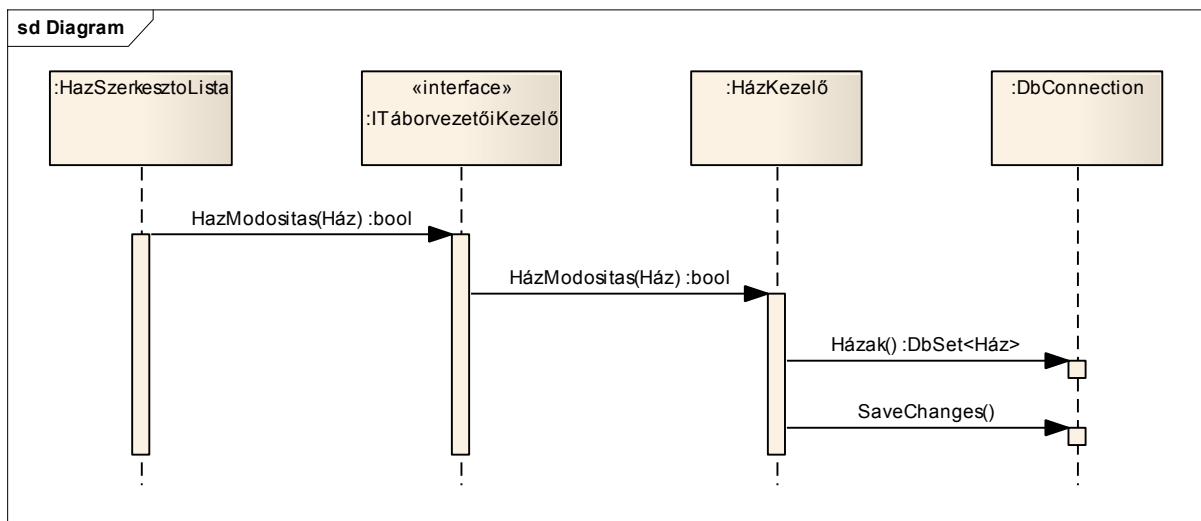 sd Diagram
:HazSzerkesztoLista
«interface»
:ITáborvezetőiKezelő
:HázKezelő
:DbConnection
HazModositas(Ház) :bool
HázModositas(Ház) :bool
Házak() :DbSet<Ház>
SaveChanges()